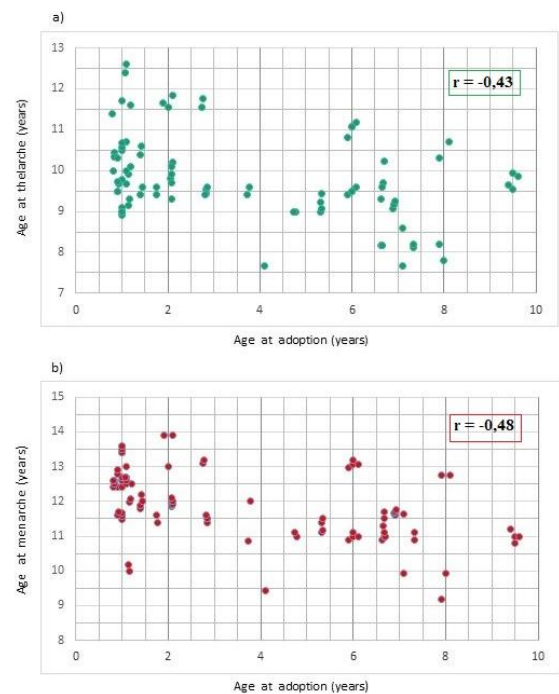 a)
13
12
11
10
9
8
7
Age at thelarche (years)
r = -0,43
0 2 4 6 8 10
Age at adoption (years)
b)
15
14
13
12
11
10
9
8
Age at menarche (years)
r = -0,48
0 2 4 6 8 10
Age at adoption (years)